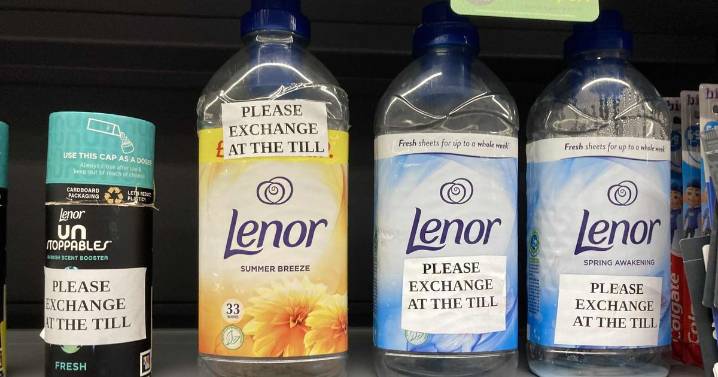 USE THIS CAP AS A DOSER
CARDBOARD
PACKAGING
Lenor
UN
STOPPABLES
SCENT BOOSTER
PLEASE
EXCHANGE
AT THE TILL
FRESH
PLEASE
EXCHANGE
AT THE TILL
Lenor
SUMMER BREEZE
33
Fresh sheets for up to a whole week
Lenor
PLEASE
EXCHANGE
AT THE TILL
Fresh sheets for up to a whole week
Lenor
SPRING AWAKENING
PLEASE
EXCHANGE
AT THE TILL
Colgate